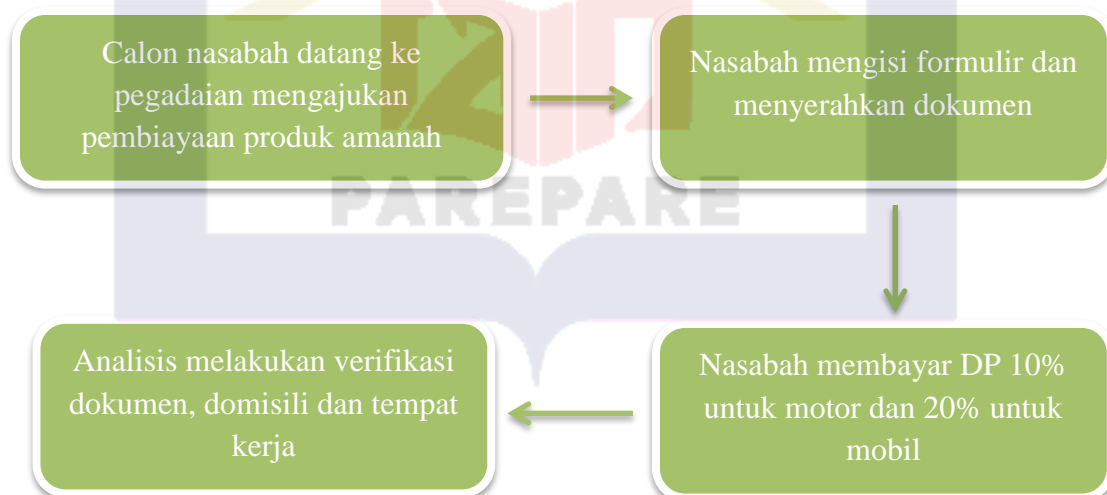 Calon nasabah datang ke
pegadaian mengajukan
pembiayaan produk amanah
Nasabah mengisi formulir dan
menyerahkan dokumen
PAREPARE
Nasabah membayar DP 10%
untuk motor dan 20% untuk
mobil
Analisis melakukan verifikasi
dokumen, domisili dan tempat
kerja